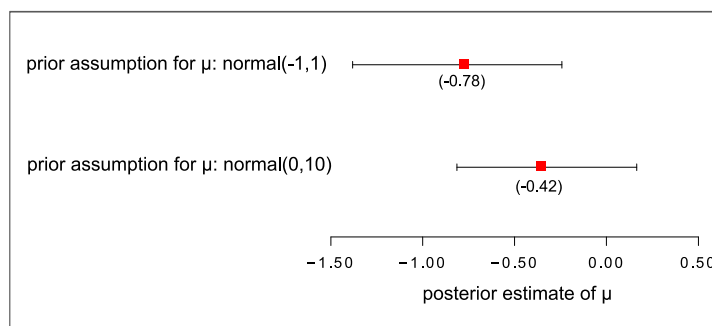 prior assumption for µ: normal(-1,1)
(-0.78)
prior assumption for µ: normal(0,10)
(-0.42)
−1.50 −1.00 −0.50 0.00 0.50
posterior estimate of µ